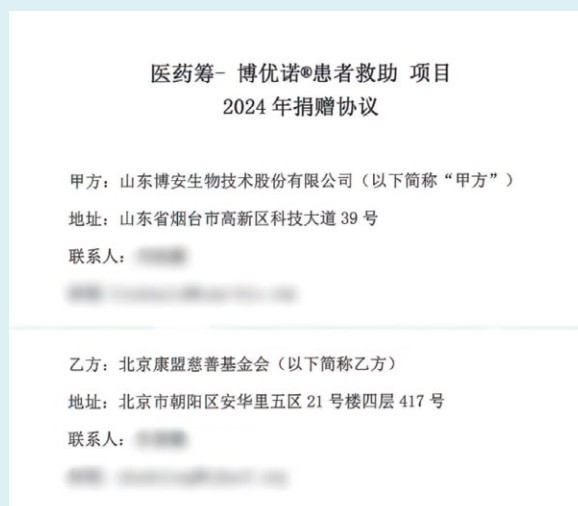 医药筹- 博优诺®患者救助 项目
2024 年捐赠协议
甲方：山东博安生物技术股份有限公司（以下简称“甲方”）
地址：山东省烟台市高新区科技大道 39 号
联系人：
乙方：北京康盟慈善基金会（以下简称乙方）
地址：北京市朝阳区安华里五区 21 号楼四层 417 号
联系人：